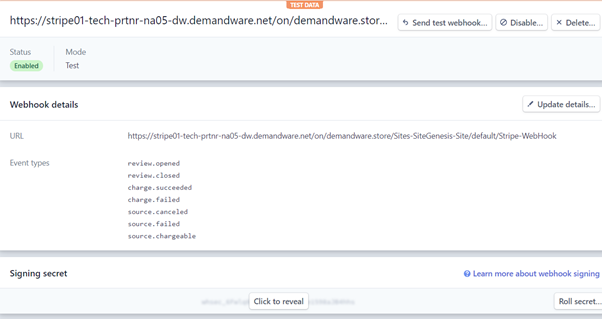 TEST DATA
https://stripe01-tech-prtnr-na05-dw.demandware.net/on/demandware.stor... Send test webhook... Disable... Delete...
Status Mode
Enabled Test
Webhook details Update details...
URL https://stripe01-tech-prtnr-na05-dw.demandware.net/on/demandware.store/Sites-SiteGenesis-Site/default/Stripe-WebHook
Event types review.opened
review.closed
charge.succeeded
charge.failed
source.canceled
source.failed
source.chargeable
Signing secret Learn more about webhook signing
Click to reveal Roll secret...